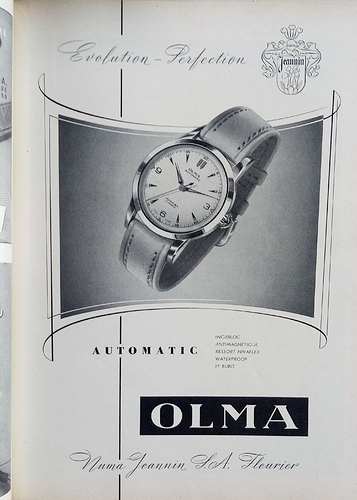 Evolution - Perfection
Jeannin
OLMA
AUTOMATIC
INCABLOC
ANTIMAGNETIQUE
RESSORT NIVAFLEX
WATERPROOF
17 RUBIS
OLMA
Numa Jeannin S.A. Fleurier